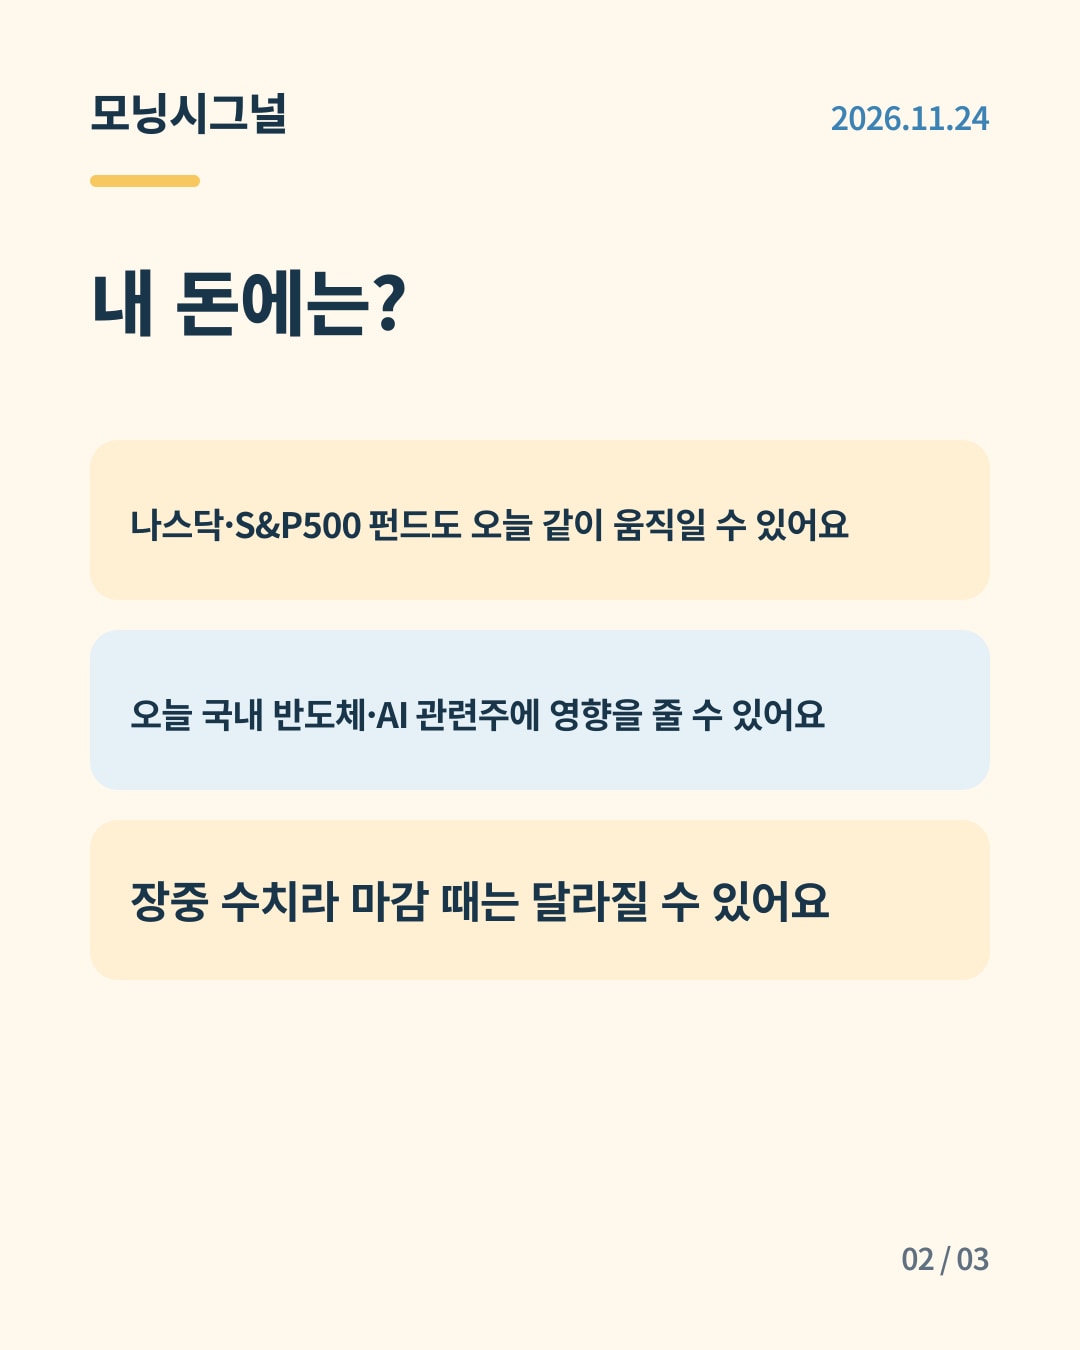 모닝시그널
2026.11.24
내 돈에는?
나스닥·S&P500 펀드도 오늘 같이 움직일 수 있어요
오늘 국내 반도체·AI 관련주에 영향을 줄 수 있어요
장중 수치라 마감 때는 달라질 수 있어요
02 / 03